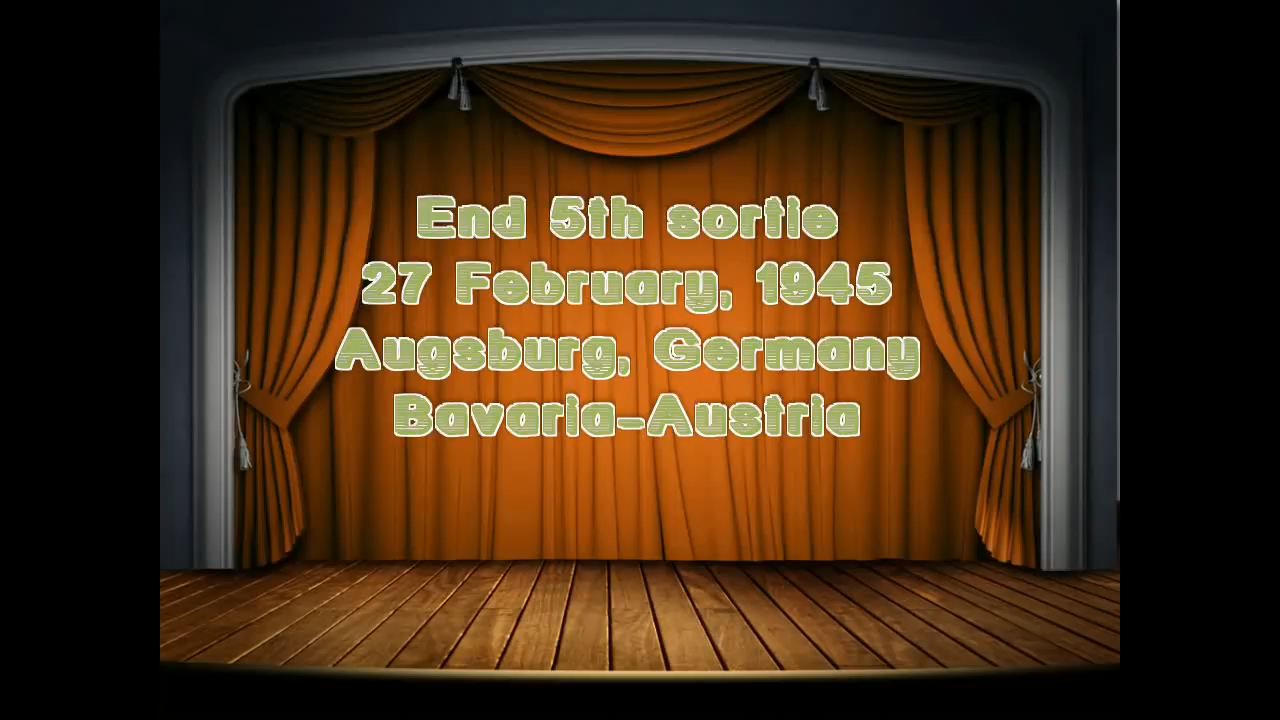 End 5th sortie
27 February, 1945
Augsburg, Germany
Bavaria-Austria